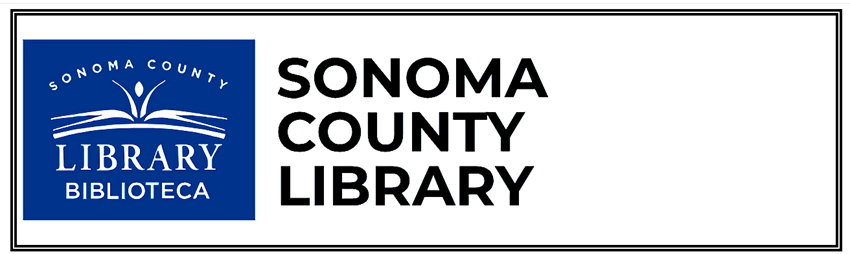 SONOMA COUNTY
LIBRARY
BIBLIOTECA
SONOMA
COUNTY
LIBRARY